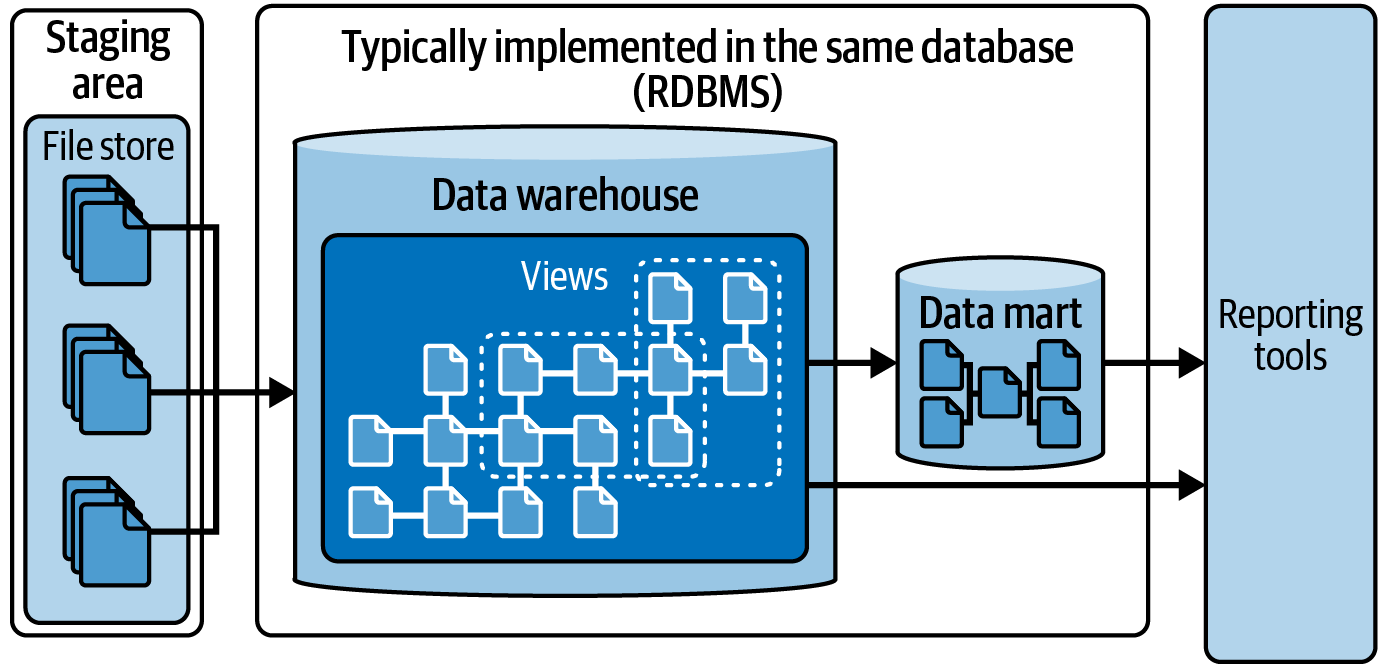 Staging
area
File store
Typically implemented in the same database
(RDBMS)
Data warehouse
Views
Data mart
Reporting
tools